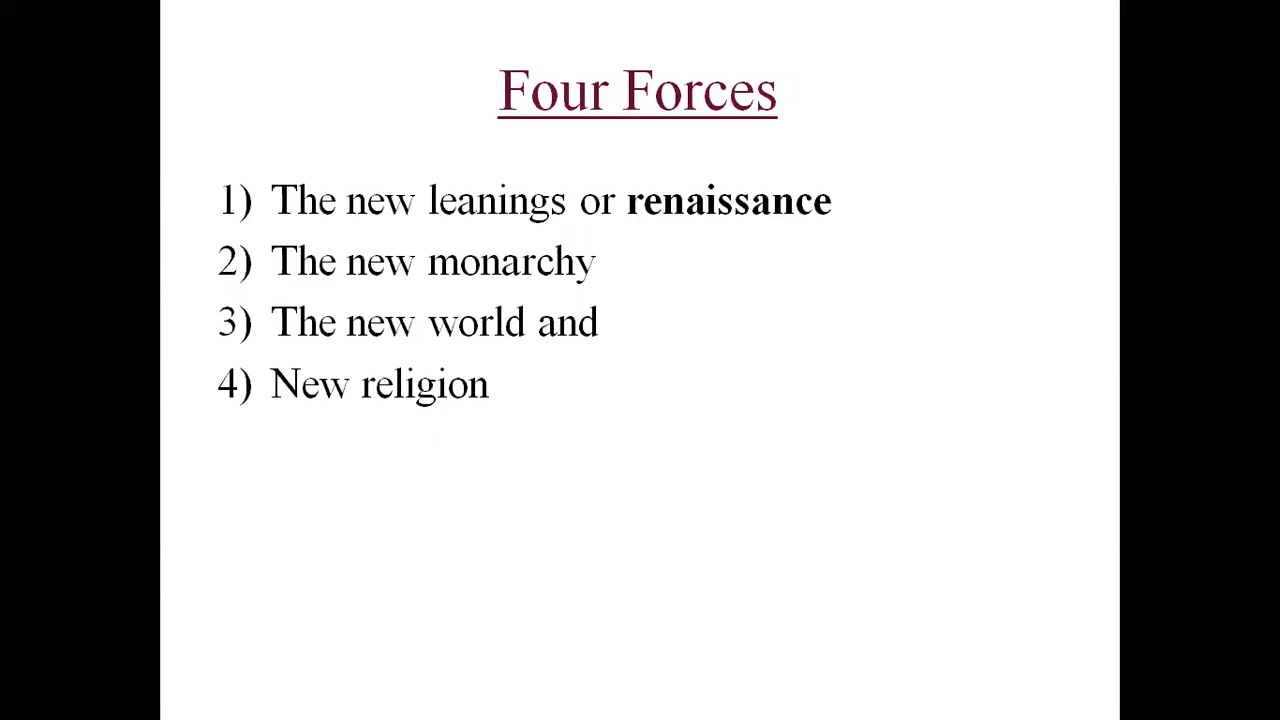 Four Forces
1) The new leanings or renaissance
2) The new monarchy
3) The new world and
4) New religion